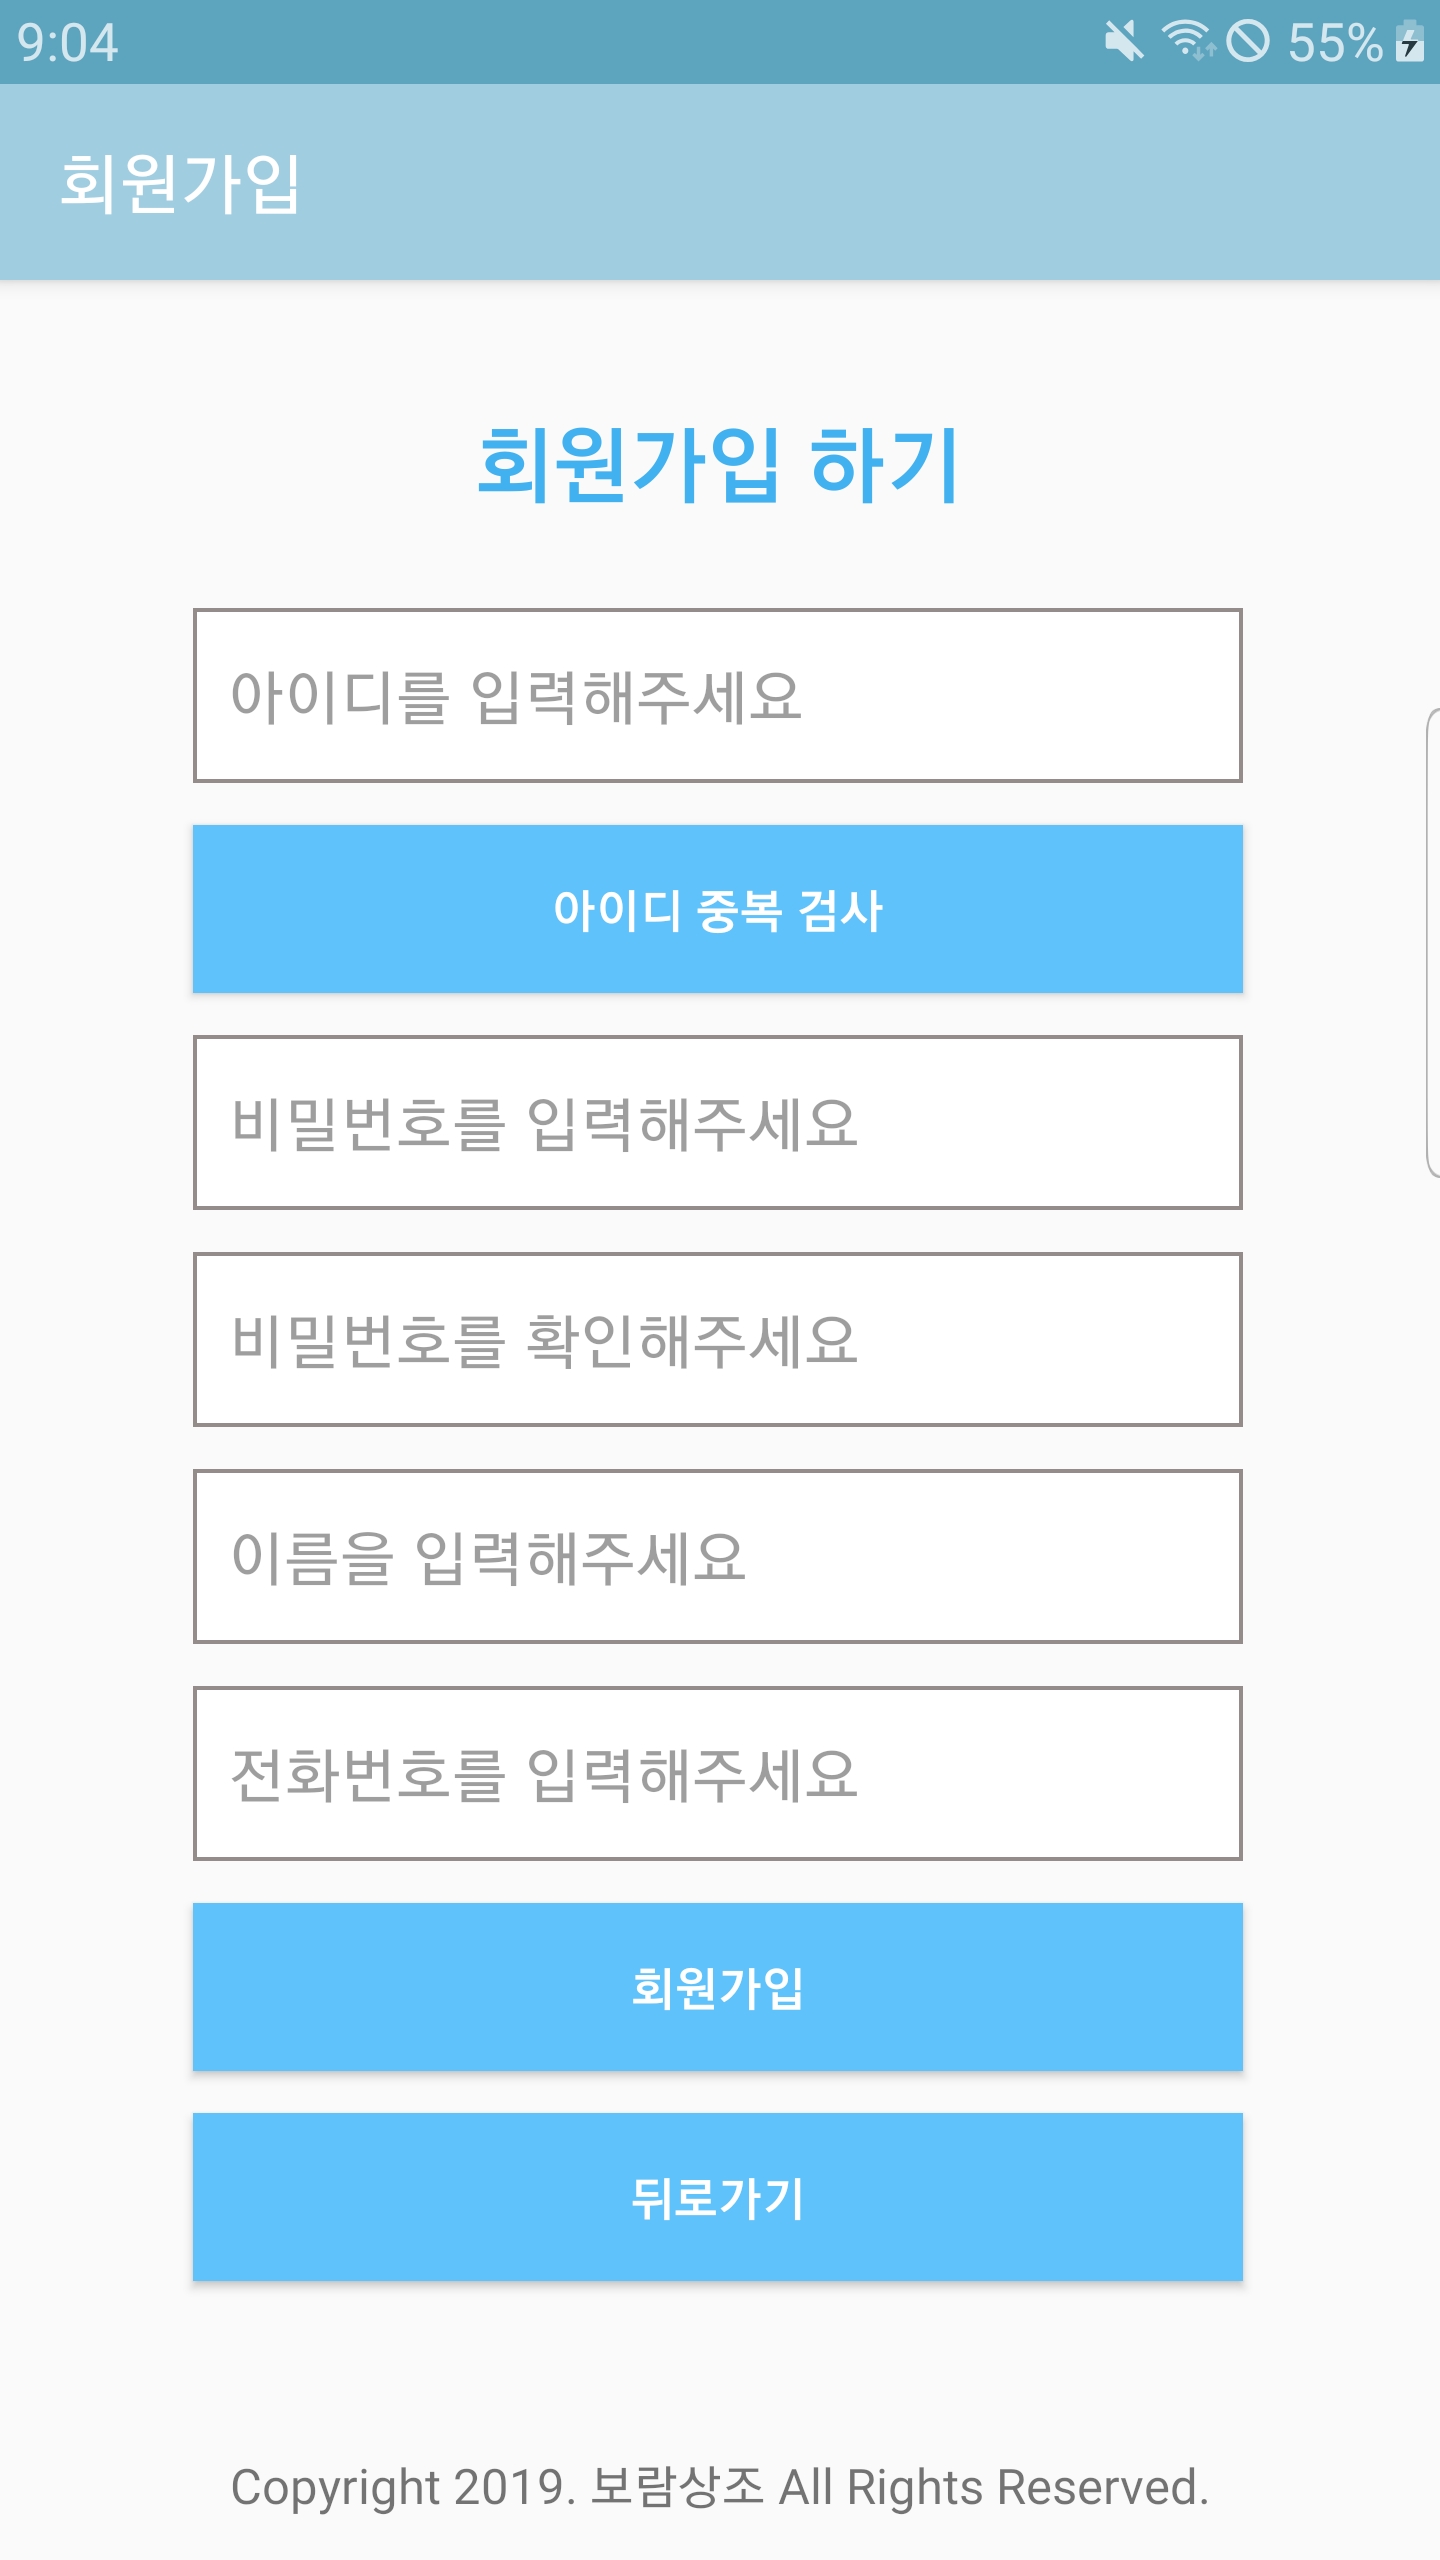 9:04 55%
회원가입
회원가입 하기
아이디를 입력해주세요
아이디 중복 검사
비밀번호를 입력해주세요
비밀번호를 확인해주세요
이름을 입력해주세요
전화번호를 입력해주세요
회원가입
뒤로가기
Copyright 2019. 보람상조 All Rights Reserved.